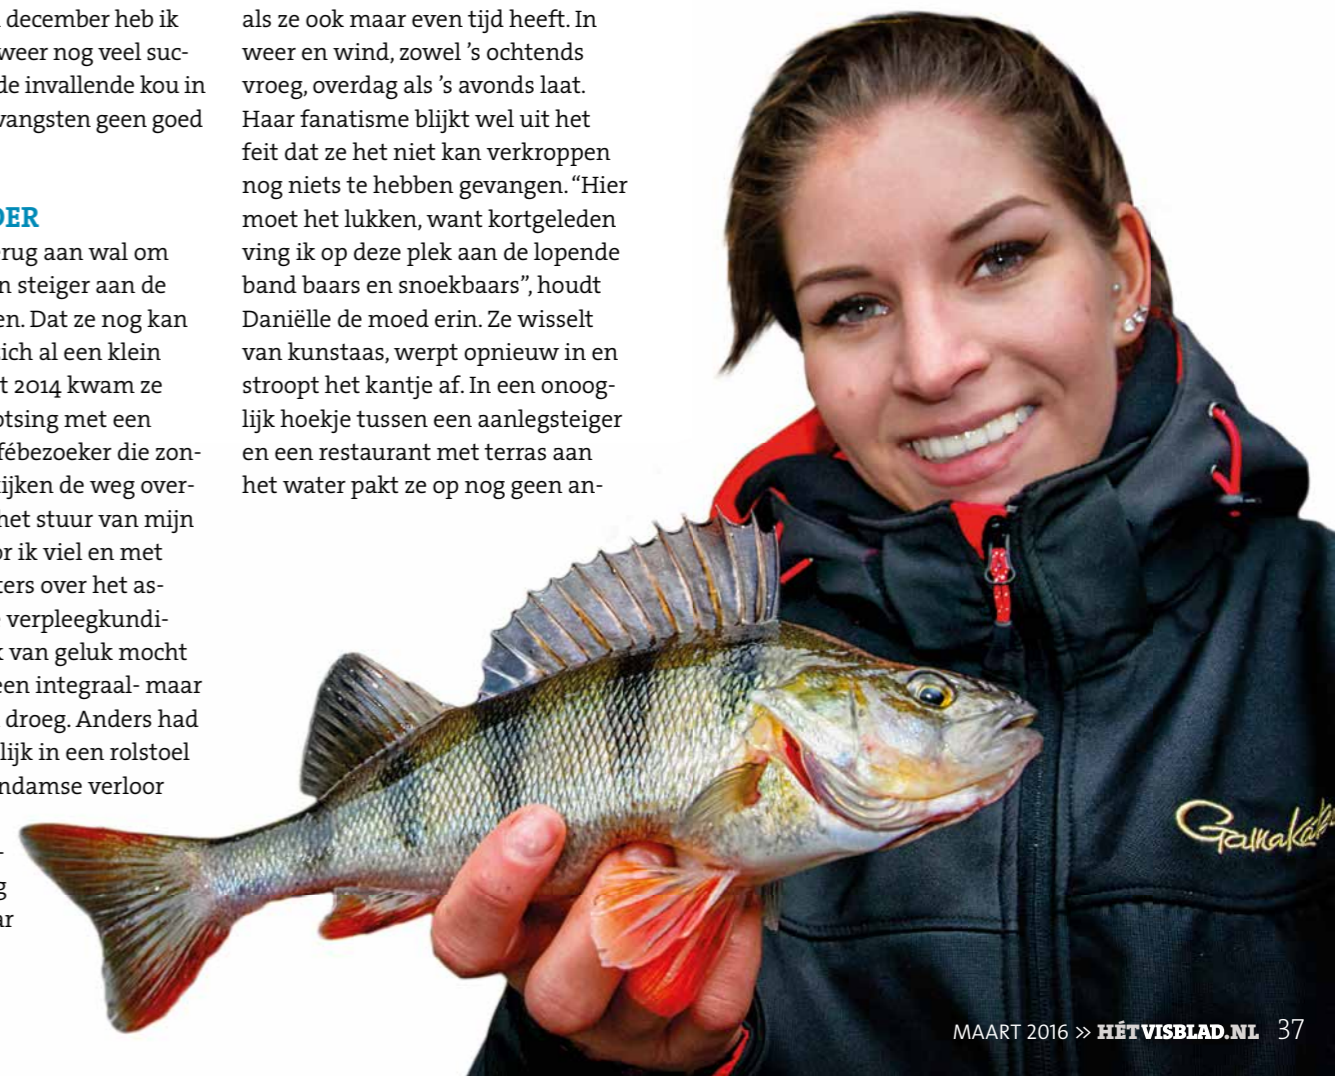 december heb ik
weer nog veel suc-
de invallende kou in
vangsten geen goed
DER
rug aan wal om
n steiger aan de
en. Dat ze nog kan
ich al een klein
t 2014 kwam ze
otsing met een
fébezoeker die zon-
ijken de weg over-
het stuur van mijn
or ik viel en met
ters over het as-
verpleegkundi-
k van geluk mocht
een integraal- maar
droeg. Anders had
lijk in een rolstoel
ndamse verloor
-
g
ar
als ze ook maar even tijd heeft. In
weer en wind, zowel ’s ochtends
vroeg, overdag als ’s avonds laat.
Haar fanatisme blijkt wel uit het
feit dat ze het niet kan verkroppen
nog niets te hebben gevangen. “Hier
moet het lukken, want kortgeleden
ving ik op deze plek aan de lopende
band baars en snoekbaars”, houdt
Daniëlle de moed erin. Ze wisselt
van kunstaas, werpt opnieuw in en
stroopt het kantje af. In een onoog-
lijk hoekje tussen een aanlegsteiger
en een restaurant met terras aan
het water pakt ze op nog geen an-
Gamakat
MAART 2016 » HÉTVISBLAD.NL 37